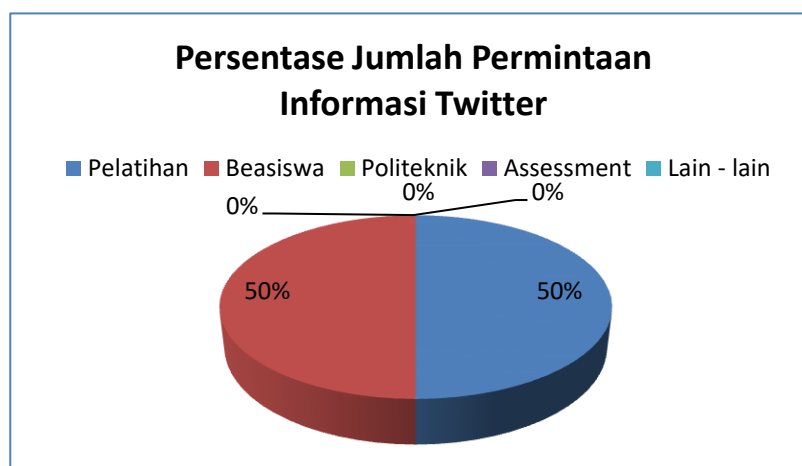 Persentase Jumlah Permintaan
Informasi Twitter
Pelatihan Beasiswa Politeknik Assessment Lain - lain
0% 0% 0%
50% 50%